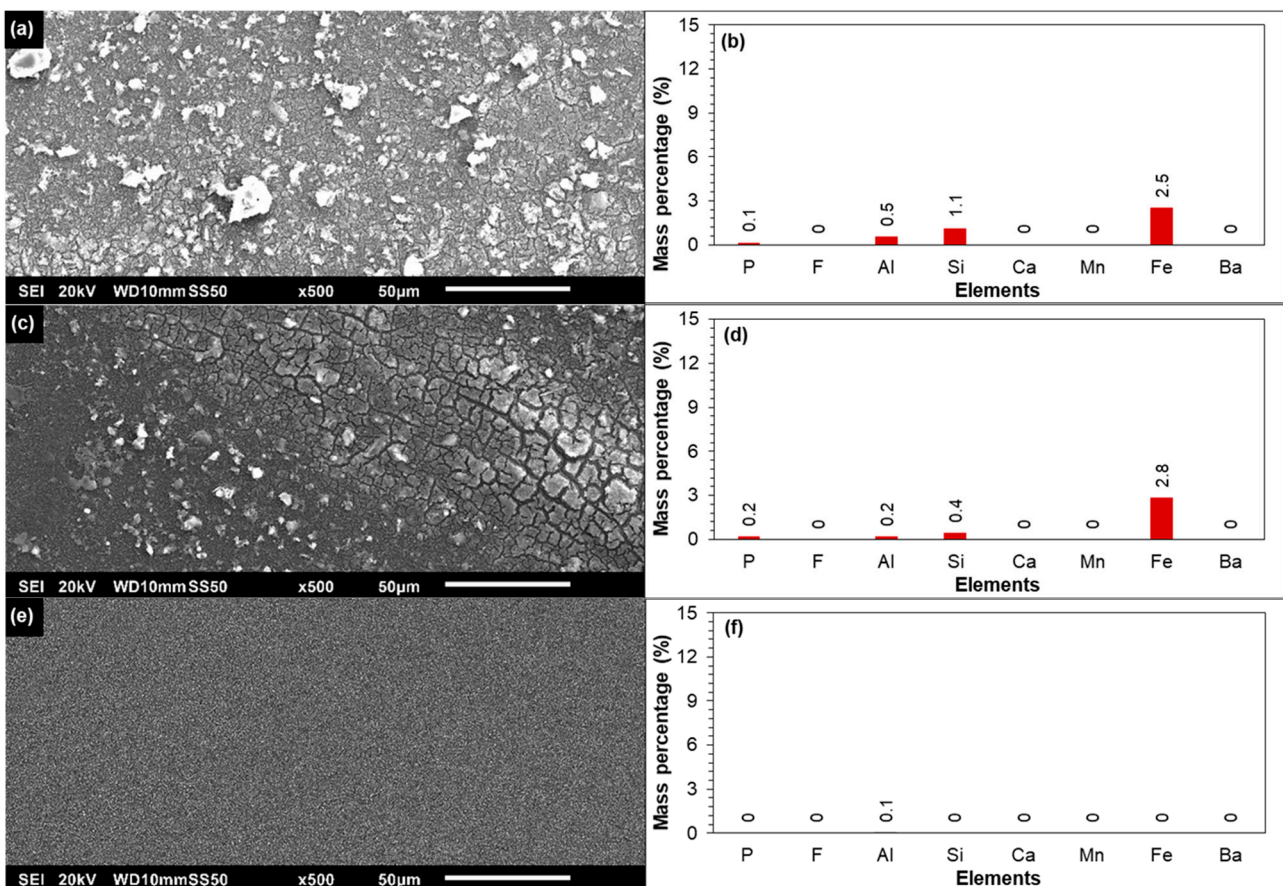 (a)
SEI 20kV WD10mm SS50 x500 50µm
(b)
Mass percentage (%)
15
12
9
6
3
0
0.1 0 0.5 1.1 0 0 2.5 0
P F Al Si Ca Mn Fe Ba
Elements
(c)
SEI 20kV WD10mm SS50 x500 50µm
(d)
Mass percentage (%)
15
12
9
6
3
0
0.2 0 0.2 0.4 0 0 2.8 0
P F Al Si Ca Mn Fe Ba
Elements
(e)
SEI 20kV WD10mm SS50 x500 50µm
(f)
Mass percentage (%)
15
12
9
6
3
0
0 0 0.1 0 0 0 0 0
P F Al Si Ca Mn Fe Ba
Elements